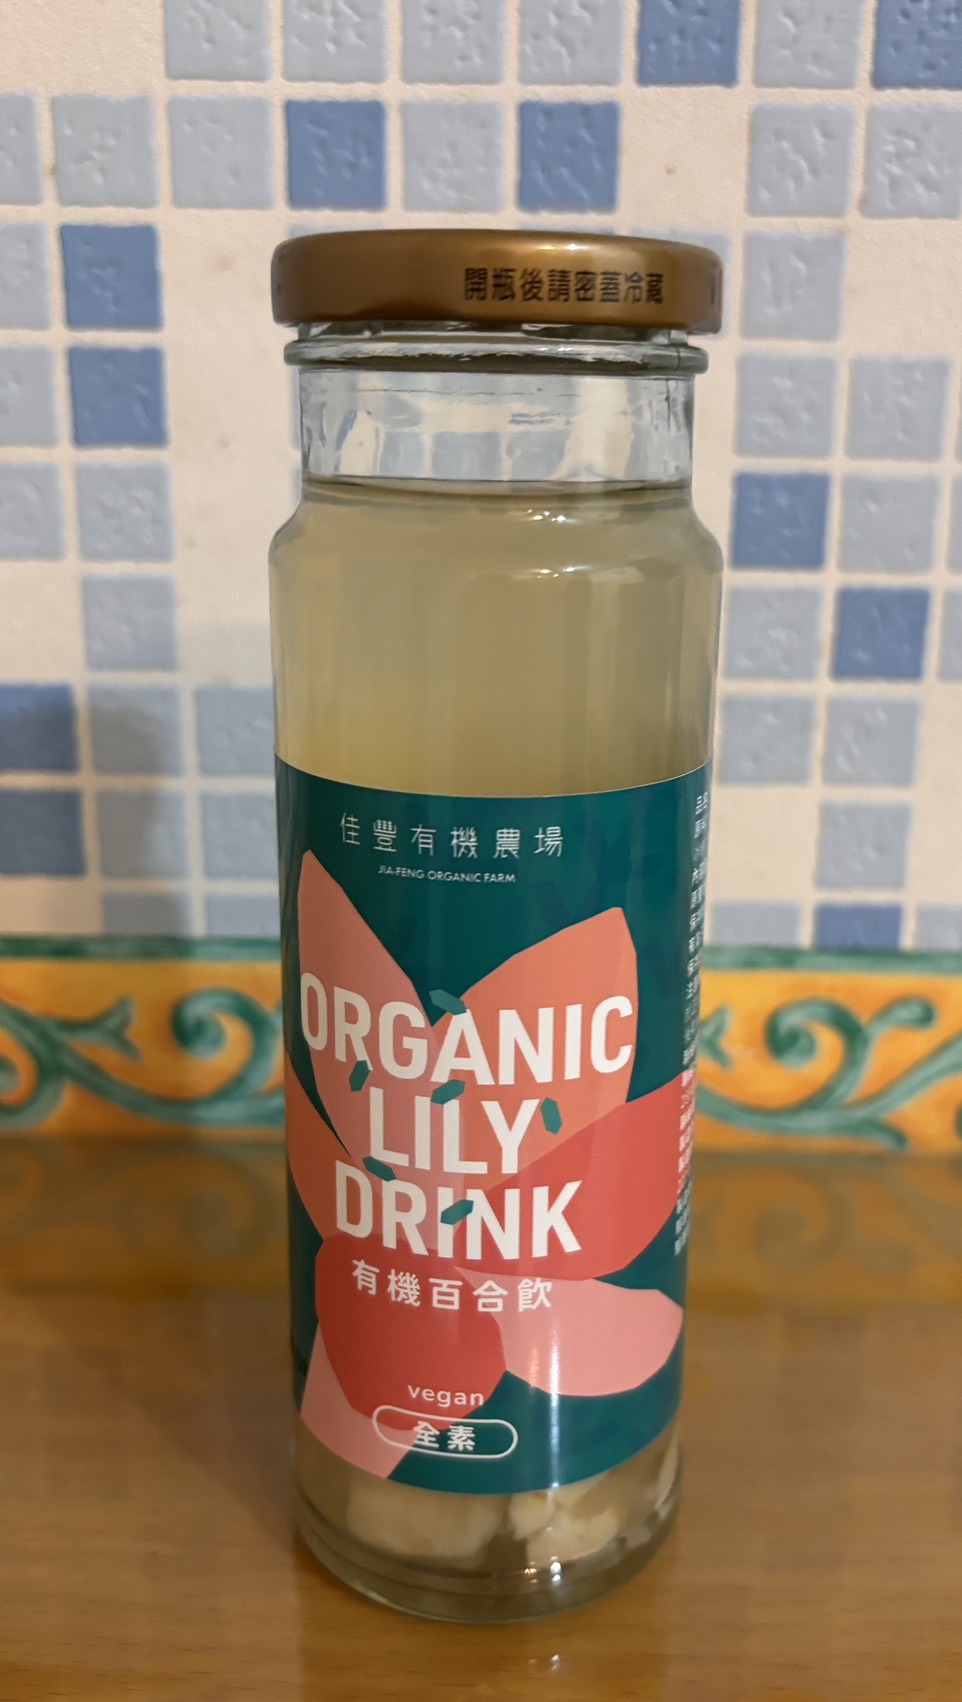 開瓶後請密蓋冷藏
佳豐有機農場
JIA-FENG ORGANIC FARM
ORGANIC
LILY
DRINK
有機百合飲
vegan
全素